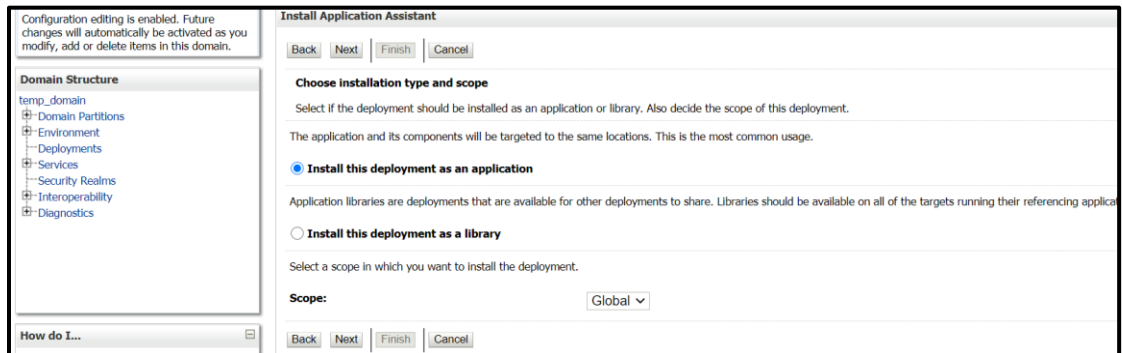 Configuration editing is enabled. Future
changes will automatically be activated as you
modify, add or delete items in this domain.
Domain Structure
temp_domain
Domain Partitions
Environment
Deployments
Services
Security Realms
Interoperability
Diagnostics
How do I...
Install Application Assistant
Back Next Finish Cancel
Choose installation type and scope
Select if the deployment should be installed as an application or library. Also decide the scope of this deployment.
The application and its components will be targeted to the same locations. This is the most common usage.
Install this deployment as an application
Application libraries are deployments that are available for other deployments to share. Libraries should be available on all of the targets running their referencing
Install this deployment as a library
Select a scope in which you want to install the deployment.
Scope: Global
Back Next Finish Cancel